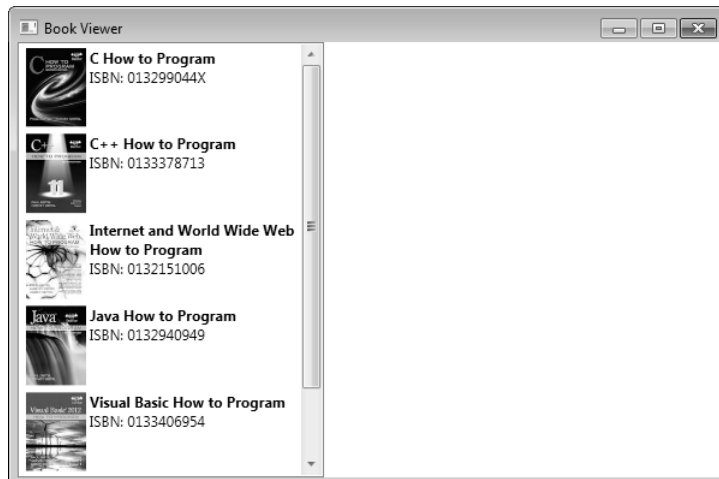 Book Viewer
C How to Program
ISBN: 013299044X
C++ How to Program
ISBN: 0133378713
Internet and World Wide Web
How to Program
ISBN: 0132151006
Java How to Program
ISBN: 0132940949
Visual Basic How to Program
ISBN: 0133406954